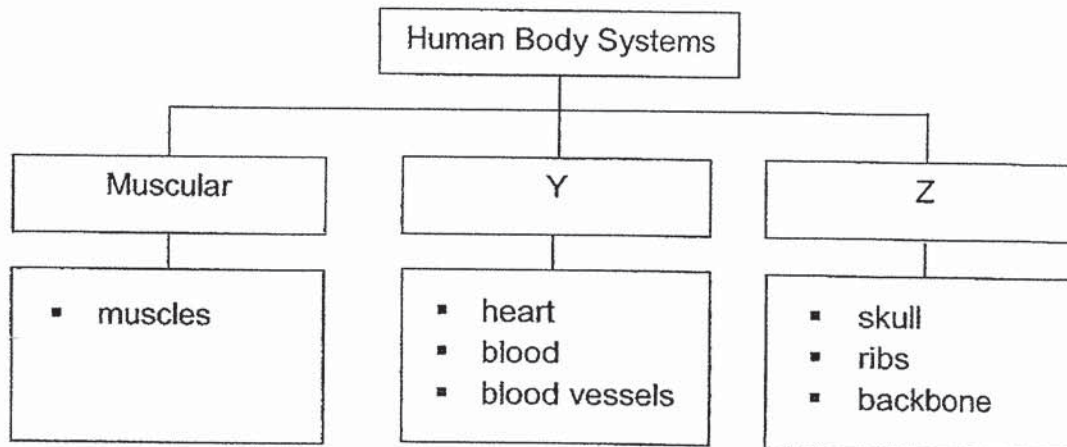 Human Body Systems
Muscular
Y
Z
▪ muscles
▪ heart
▪ blood
▪ blood vessels
▪ skull
▪ ribs
▪ backbone